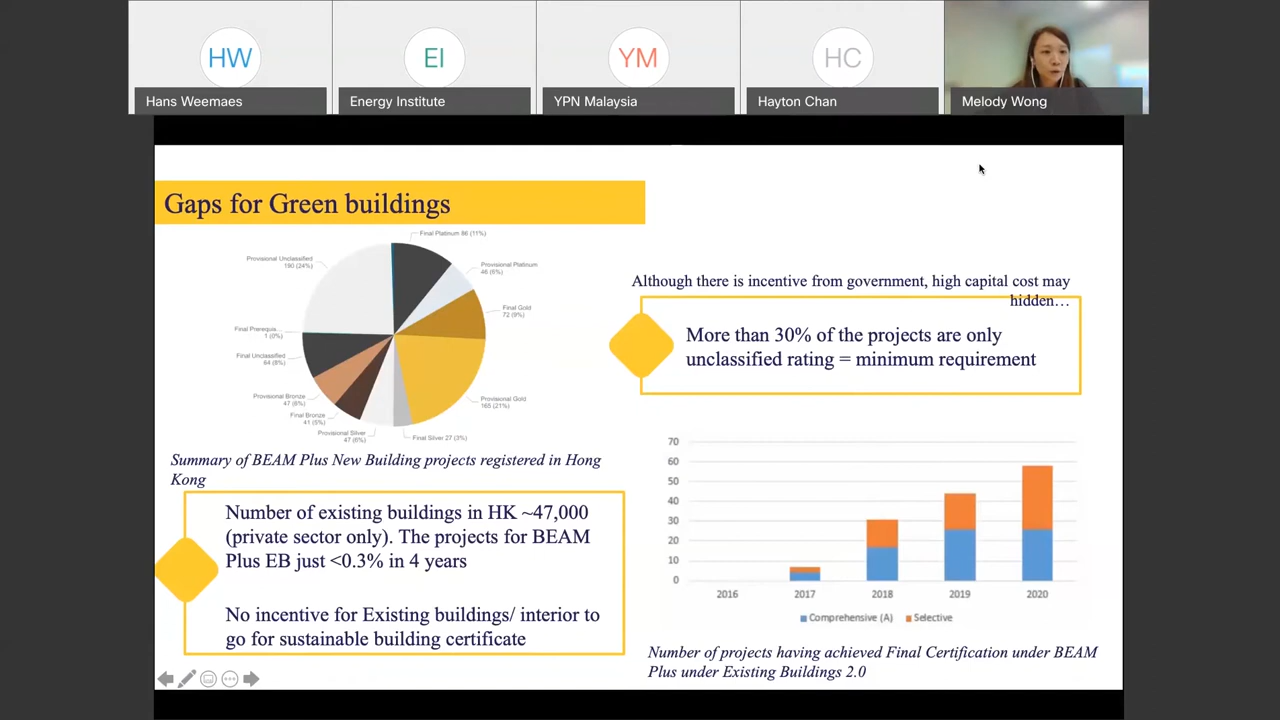 HW
EI
YM
HC
Hans Weemaes
Energy Institute
YPN Malaysia
Hayton Chan
Melody Wong
Gaps for Green buildings
Final Platinum 86 (11%)
Provisional Platinum
46 (6%)
Final Gold
72 (9%)
Provisional Gold
165 (21%)
Final Silver 27 (3%)
Provisional Silver
47 (6%)
Final Bronze
41 (5%)
Provisional Bronze
47 (6%)
Final Unclassified
64 (8%)
Final Prerequis...
1 (0%)
Provisional Unclassified
190 (24%)
Summary of BEAM Plus New Building projects registered in Hong
Kong
Number of existing buildings in HK ~47,000
(private sector only). The projects for BEAM
Plus EB just <0.3% in 4 years
No incentive for Existing buildings/ interior to
go for sustainable building certificate
Although there is incentive from government, high capital cost may
hidden…
More than 30% of the projects are only
unclassified rating = minimum requirement
70
60
50
40
30
20
10
0
2016 2017 2018 2019 2020
Comprehensive (A) Selective
Number of projects having achieved Final Certification under BEAM
Plus under Existing Buildings 2.0